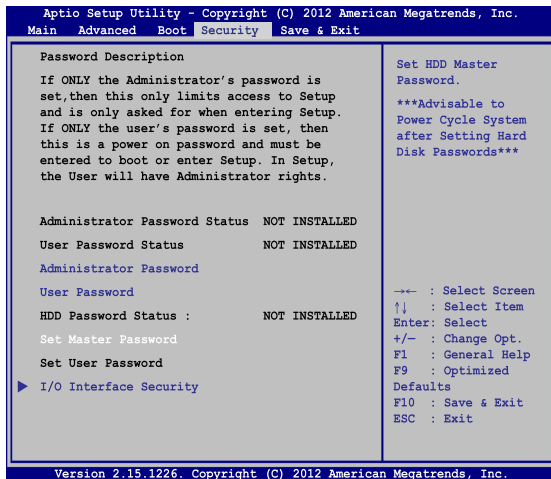 Aptio Setup Utility - Copyright (C) 2012 American Megatrends, Inc.
Main Advanced Boot Security Save & Exit
Password Description
If ONLY the Administrator's password is
set,then this only limits access to Setup
and is only asked for when entering Setup.
If ONLY the user's password is set, then
this is a power on password and must be
entered to boot or enter Setup. In Setup,
the User will have Administrator rights.
Administrator Password Status NOT INSTALLED
User Password Status NOT INSTALLED
Administrator Password
User Password
HDD Password Status : NOT INSTALLED
Set Master Password
Set User Password
I/O Interface Security
Set HDD Master
Password.
***Advisable to
Power Cycle System
after Setting Hard
Disk Passwords***
→← : Select Screen
↑↓ : Select Item
Enter: Select
+/— : Change Opt.
F1 : General Help
F9 : Optimized
Defaults
F10 : Save & Exit
ESC : Exit
Version 2.15.1226. Copyright (C) 2012 American Megatrends, Inc.